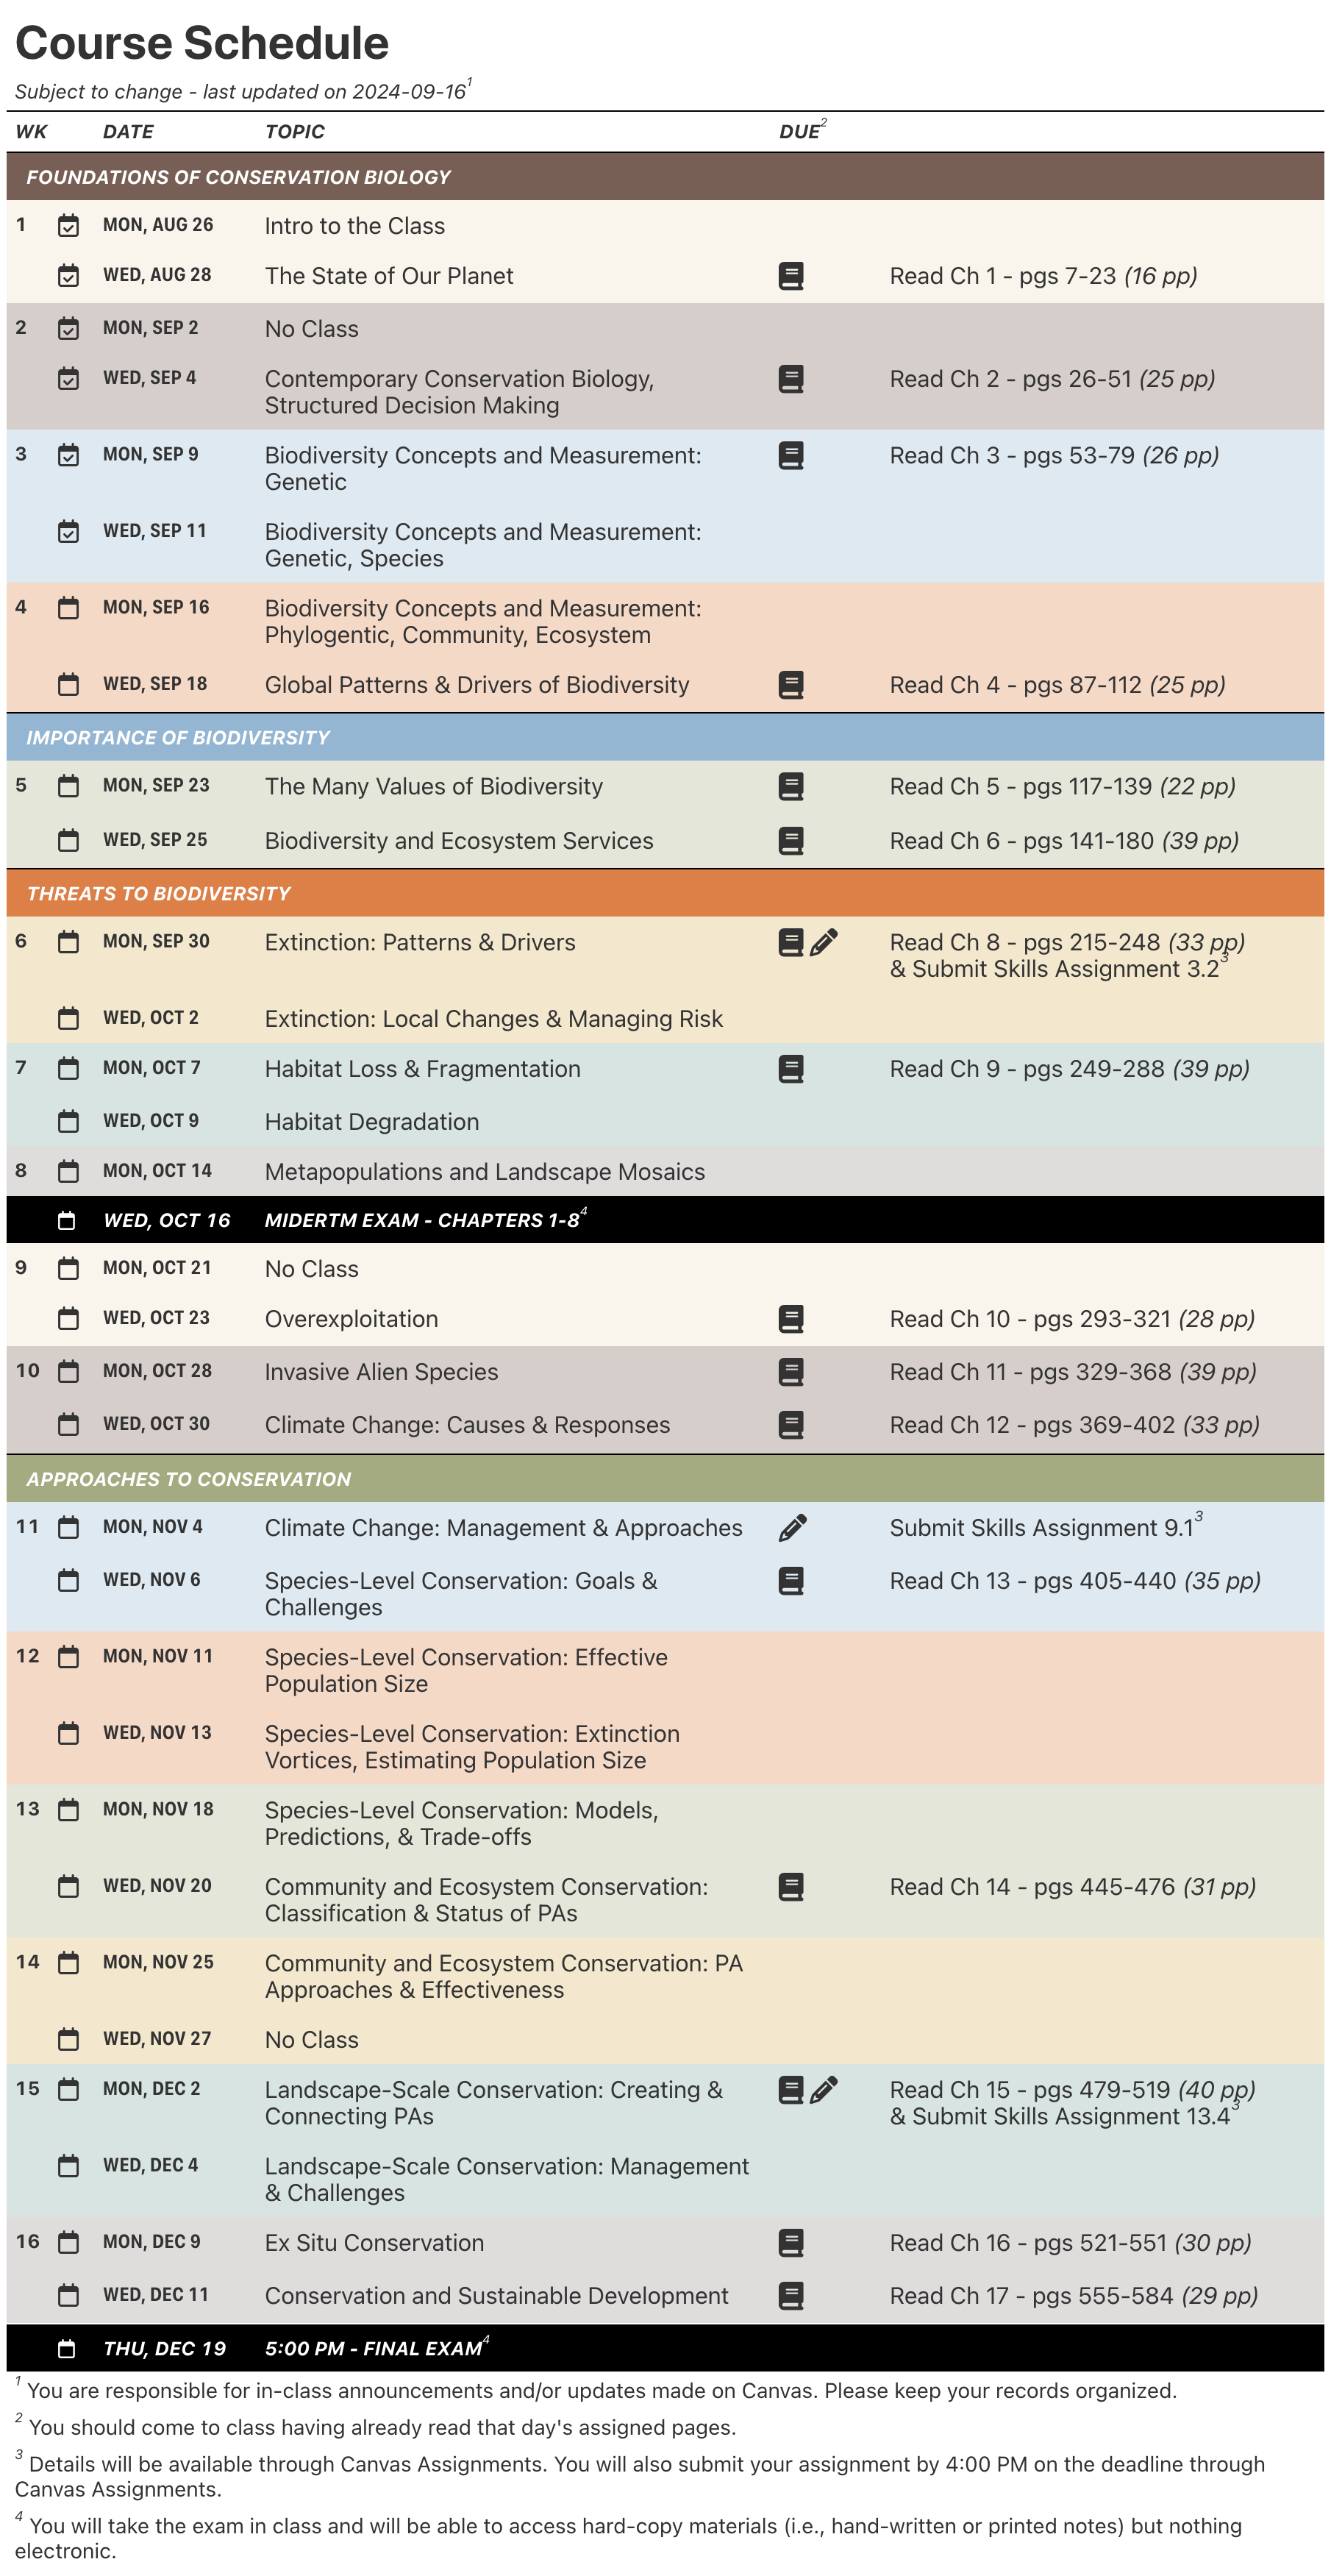 Course Schedule
Subject to change - last updated on 2024-09-16¹
WK DATE TOPIC DUE²
FOUNDATIONS OF CONSERVATION BIOLOGY
1 MON, AUG 26 Intro to the Class
WED, AUG 28 The State of Our Planet Read Ch 1 - pgs 7-23 (16 pp)
2 MON, SEP 2 No Class
WED, SEP 4 Contemporary Conservation Biology, Read Ch 2 - pgs 26-51 (25 pp)
Structured Decision Making
3 MON, SEP 9 Biodiversity Concepts and Measurement: Read Ch 3 - pgs 53-79 (26 pp)
Genetic
WED, SEP 11 Biodiversity Concepts and Measurement:
Genetic, Species
4 MON, SEP 16 Biodiversity Concepts and Measurement:
Phylogentic, Community, Ecosystem
WED, SEP 18 Global Patterns & Drivers of Biodiversity Read Ch 4 - pgs 87-112 (25 pp)
IMPORTANCE OF BIODIVERSITY
5 MON, SEP 23 The Many Values of Biodiversity Read Ch 5 - pgs 117-139 (22 pp)
WED, SEP 25 Biodiversity and Ecosystem Services Read Ch 6 - pgs 141-180 (39 pp)
THREATS TO BIODIVERSITY
6 MON, SEP 30 Extinction: Patterns & Drivers Read Ch 8 - pgs 215-248 (33 pp)
& Submit Skills Assignment 3.2³
WED, OCT 2 Extinction: Local Changes & Managing Risk
7 MON, OCT 7 Habitat Loss & Fragmentation Read Ch 9 - pgs 249-288 (39 pp)
WED, OCT 9 Habitat Degradation
8 MON, OCT 14 Metapopulations and Landscape Mosaics
WED, OCT 16 MIDERTM EXAM - CHAPTERS 1-8⁴
9 MON, OCT 21 No Class
WED, OCT 23 Overexploitation Read Ch 10 - pgs 293-321 (28 pp)
10 MON, OCT 28 Invasive Alien Species Read Ch 11 - pgs 329-368 (39 pp)
WED, OCT 30 Climate Change: Causes & Responses Read Ch 12 - pgs 369-402 (33 pp)
APPROACHES TO CONSERVATION
11 MON, NOV 4 Climate Change: Management & Approaches Submit Skills Assignment 9.1³
WED, NOV 6 Species-Level Conservation: Goals & Read Ch 13 - pgs 405-440 (35 pp)
Challenges
12 MON, NOV 11 Species-Level Conservation: Effective
Population Size
WED, NOV 13 Species-Level Conservation: Extinction
Vortices, Estimating Population Size
13 MON, NOV 18 Species-Level Conservation: Models,
Predictions, & Trade-offs
WED, NOV 20 Community and Ecosystem Conservation: Read Ch 14 - pgs 445-476 (31 pp)
Classification & Status of PAs
14 MON, NOV 25 Community and Ecosystem Conservation: PA
Approaches & Effectiveness
WED, NOV 27 No Class
15 MON, DEC 2 Landscape-Scale Conservation: Creating & Read Ch 15 - pgs 479-519 (40 pp)
Connecting PAs & Submit Skills Assignment 13.4³
WED, DEC 4 Landscape-Scale Conservation: Management
& Challenges
16 MON, DEC 9 Ex Situ Conservation Read Ch 16 - pgs 521-551 (30 pp)
WED, DEC 11 Conservation and Sustainable Development Read Ch 17 - pgs 555-584 (29 pp)
THU, DEC 19 5:00 PM - FINAL EXAM⁴
¹ You are responsible for in-class announcements and/or updates made on Canvas. Please keep your records organized.
² You should come to class having already read that day's assigned pages.
³ Details will be available through Canvas Assignments. You will also submit your assignment by 4:00 PM on the deadline through
Canvas Assignments.
⁴ You will take the exam in class and will be able to access hard-copy materials (i.e., hand-written or printed notes) but nothing
electronic.